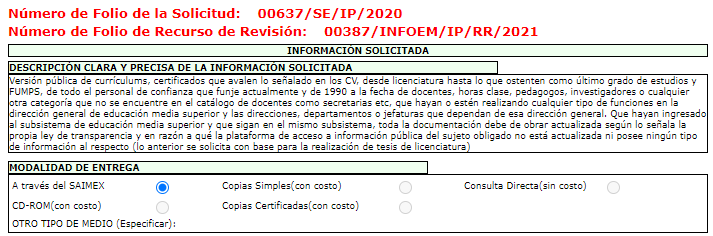 Número de Folio de la Solicitud: 00637/SE/IP/2020
Número de Folio de Recurso de Revisión: 00387/INFOEM/IP/RR/2021
INFORMACIÓN SOLICITADA
DESCRIPCIÓN CLARA Y PRECISA DE LA INFORMACIÓN SOLICITADA
Versión pública de currículums, certificados que avalen lo señalado en los CV, desde licenciatura hasta lo que ostenten como último grado de estudios y
FUMPS, de todo el personal de confianza que funje actualmente y de 1990 a la fecha de docentes, horas clase, pedagogos, investigadores o cualquier
otra categoría que no se encuentre en el catálogo de docentes como secretarias etc, que hayan o estén realizando cualquier tipo de funciones en la
dirección general de educación media superior y las direcciones, departamentos o jefaturas que dependan de esa dirección general. Que hayan ingresado
al subsistema de educación media superior y que sigan en el mismo subsistema, toda la documentación debe de obrar actualizada según lo señala la
propia ley de transparencia y en razón a qué la plataforma de acceso a información pública del sujeto obligado no está actualizada ni posee ningún tipo
de información al respecto (lo anterior se solicita con base para la realización de tesis de licenciatura)
MODALIDAD DE ENTREGA
A través del SAIMEX Copias Simples(con costo) Consulta Directa(sin costo)
CD-ROM(con costo) Copias Certificadas(con costo)
OTRO TIPO DE MEDIO (Especificar):